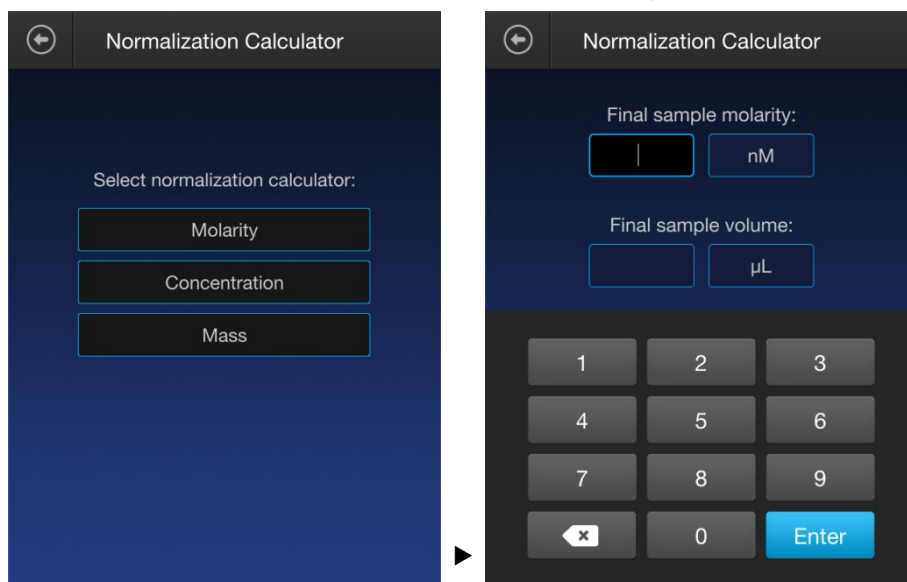 Normalization Calculator
Select normalization calculator:
Molarity
Concentration
Mass
Normalization Calculator
Final sample molarity:
nM
Final sample volume:
µL
1 2 3
4 5 6
7 8 9
0 Enter